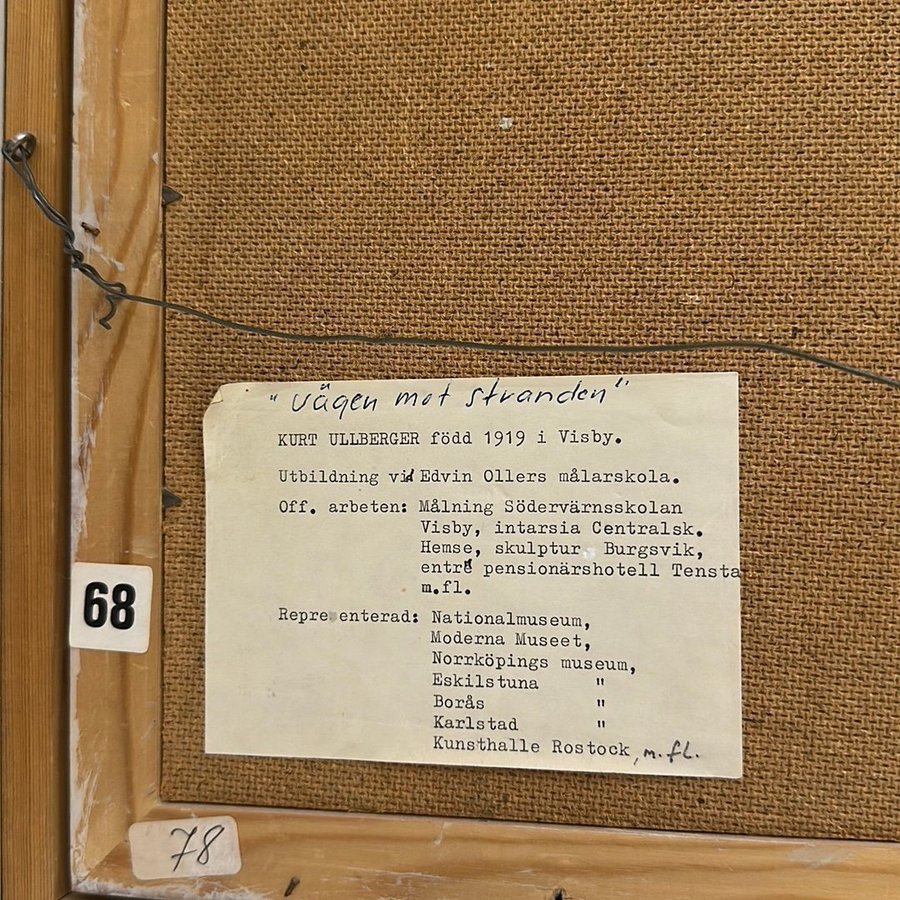 "vägen mot stranden"
KURT ULLBERGER född 1919 i Visby.
Utbildning vid Edvin Ollers målarskola.
Off. arbeten: Målning Södervärnsskolan
Visby, intarsia Centralsk.
Hemse, skulptur Burgsvik,
entré pensionärshotell Tensta
m.fl.
Repre enterad: Nationalmuseum,
Moderna Museet,
Norrköpings museum,
Eskilstuna "
Borås "
Karlstad "
Kunsthalle Rostock, m.fl.
68
78